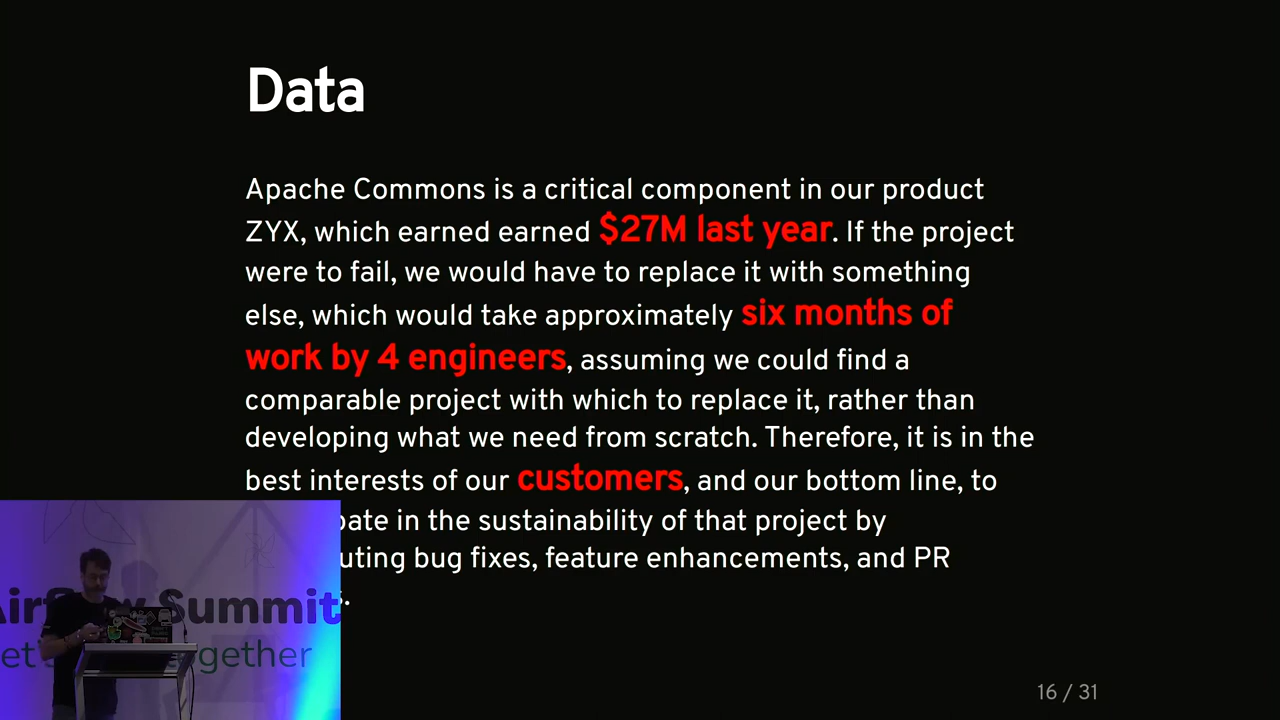 Data
Apache Commons is a critical component in our product
ZYX, which earned earned $27M last year. If the project
were to fail, we would have to replace it with something
else, which would take approximately six months of
work by 4 engineers, assuming we could find a
comparable project with which to replace it, rather than
developing what we need from scratch. Therefore, it is in the
best interests of our customers, and our bottom line, to
in the sustainability of that project by
bug fixes, feature enhancements, and PR
Summit
16 / 31